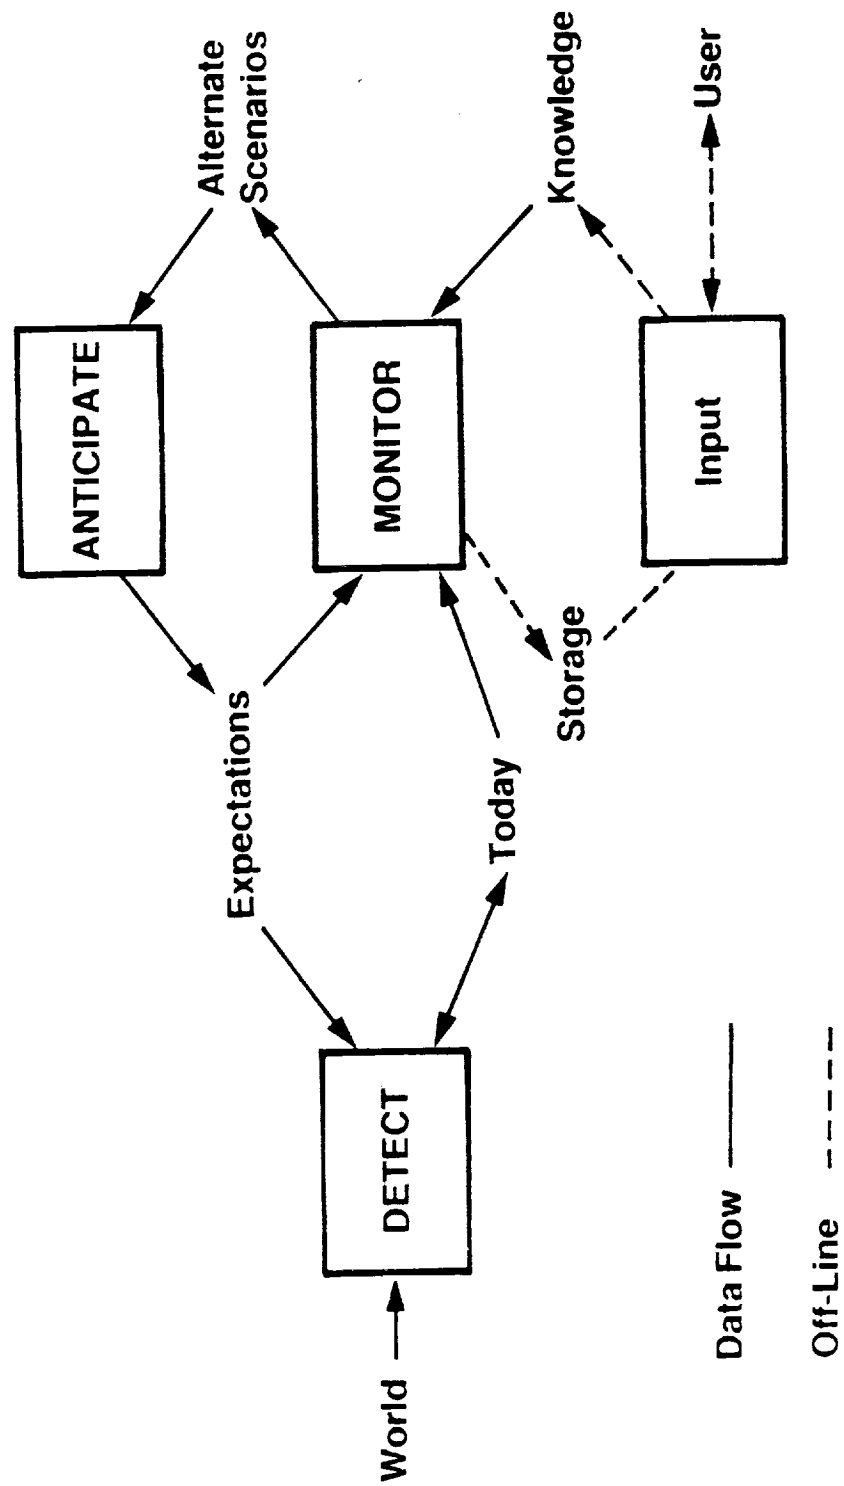 ANTICIPATE
Alternate
Scenarios
Expectations
World
DETECT
MONITOR
Today
Knowledge
Storage
Input
User
Data Flow
Off-Line